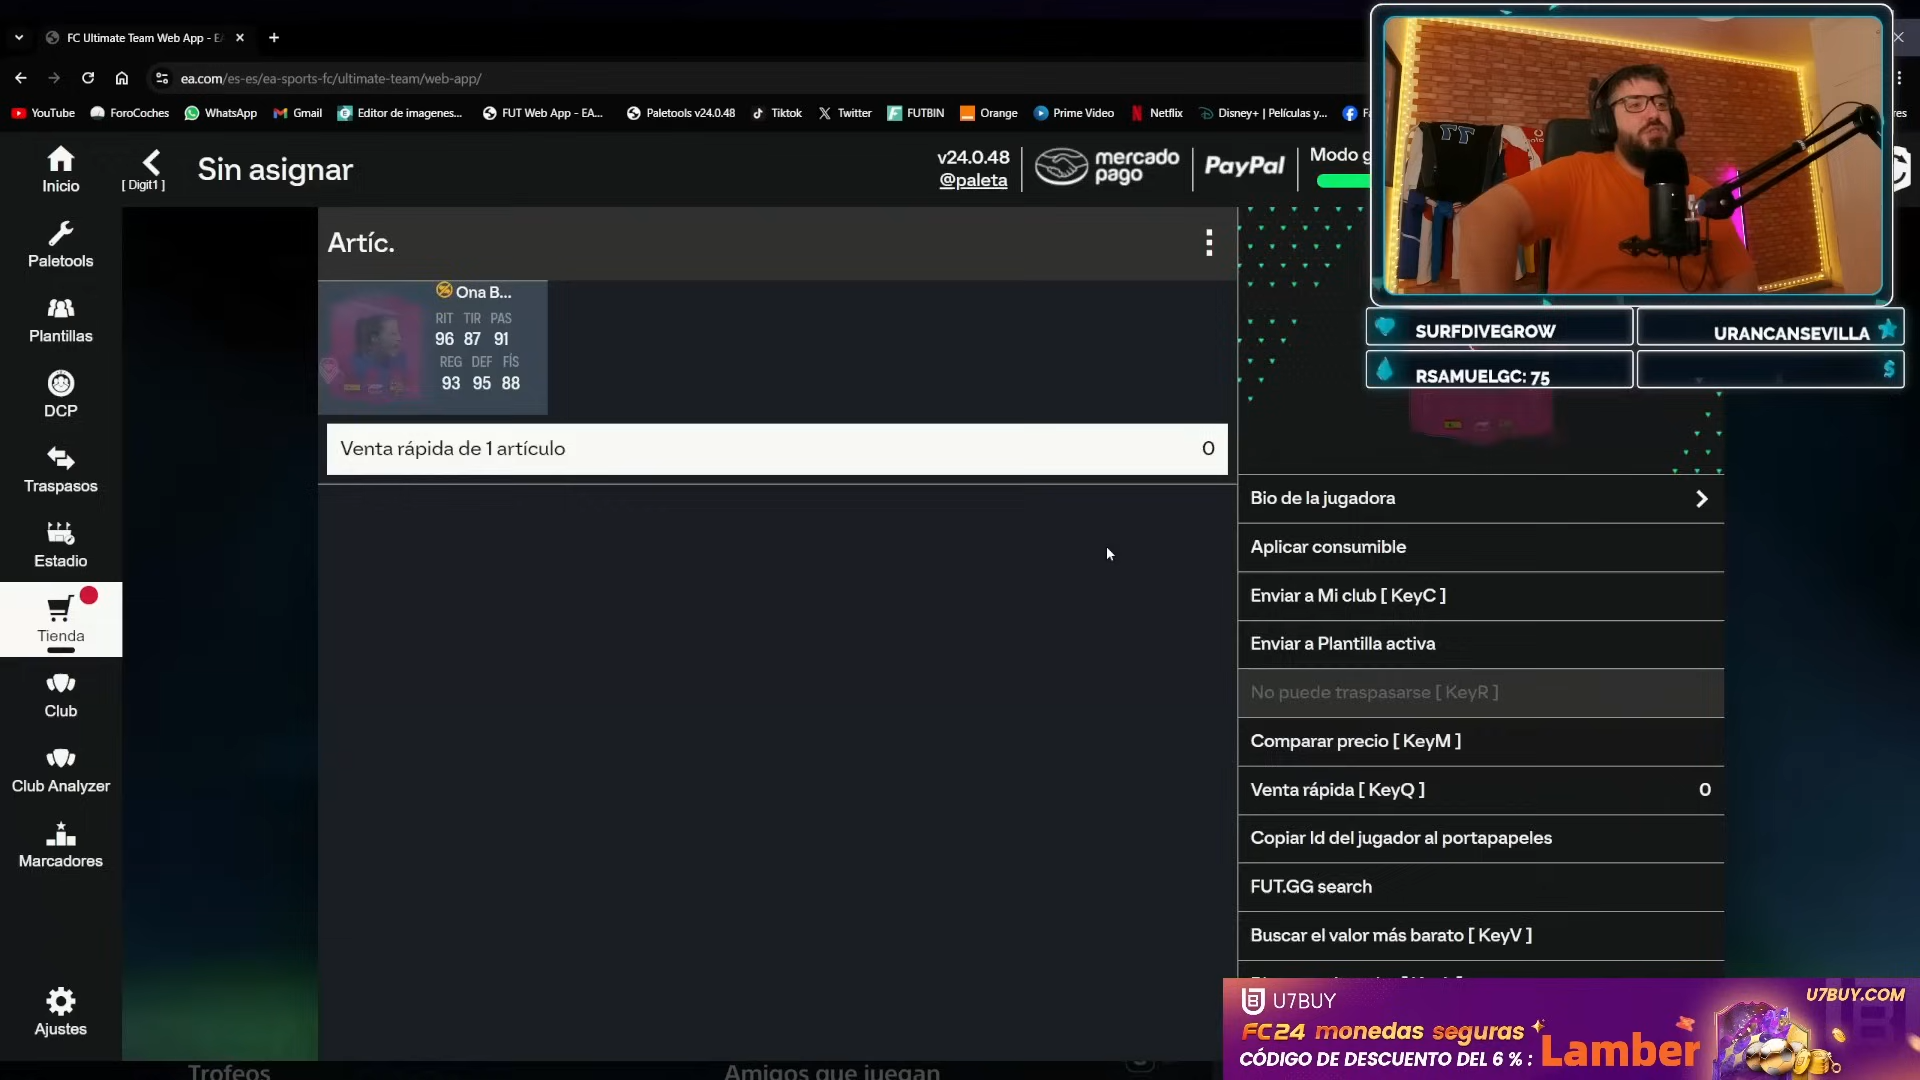 FC Ultimate Team Web App - E
ea.com/es-es/ea-sports-fc/ultimate-team/web-app/
YouTube
ForoCoches
WhatsApp
Gmail
Editor de imagenes...
FUT Web App - EA...
Paletools v24.0.48
Tiktok
Twitter
FUTBIN
Orange
Prime Video
Netflix
Disney+ | Películas y...
Inicio
[ Digit1 ]
Sin asignar
v24.0.48
@paleta
mercado
pago
PayPal
Modo g
Paletools
Plantillas
DCP
Traspasos
Estadio
Tienda
Club
Club Analyzer
Marcadores
Ajustes
Artíc.
Ona B...
RIT TIR PAS
96 87 91
REG DEF FÍS
93 95 88
Venta rápida de 1 artículo 0
77
SURFDIVEGROW
URANCANSEVILLA
RSAMUELGC: 75
$
Bio de la jugadora
Aplicar consumible
Enviar a Mi club [ KeyC ]
Enviar a Plantilla activa
No puede traspasarse [ KeyR ]
Comparar precio [ KeyM ]
Venta rápida [ KeyQ ] 0
Copiar Id del jugador al portapapeles
FUT.GG search
Buscar el valor más barato [ KeyV ]
U7BUY
U7BUY.COM
FC24 monedas seguras
CÓDIGO DE DESCUENTO DEL 6 % : Lamber
Trofeos
Amigos que juegan